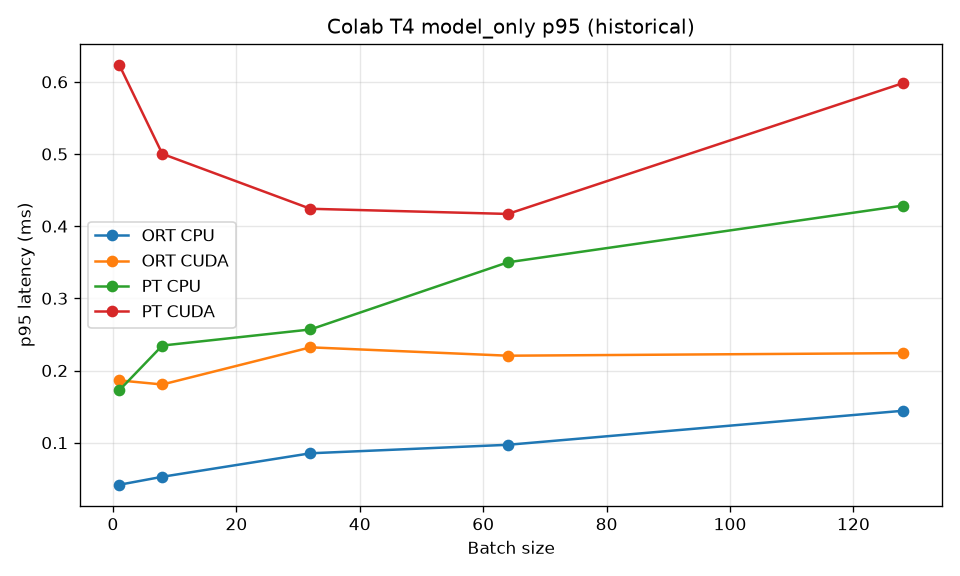 Colab T4 model_only p95 (historical)
p95 latency (ms)
0.6
0.5
0.4
0.3
0.2
0.1
ORT CPU
ORT CUDA
PT CPU
PT CUDA
0 20 40 60 80 100 120
Batch size